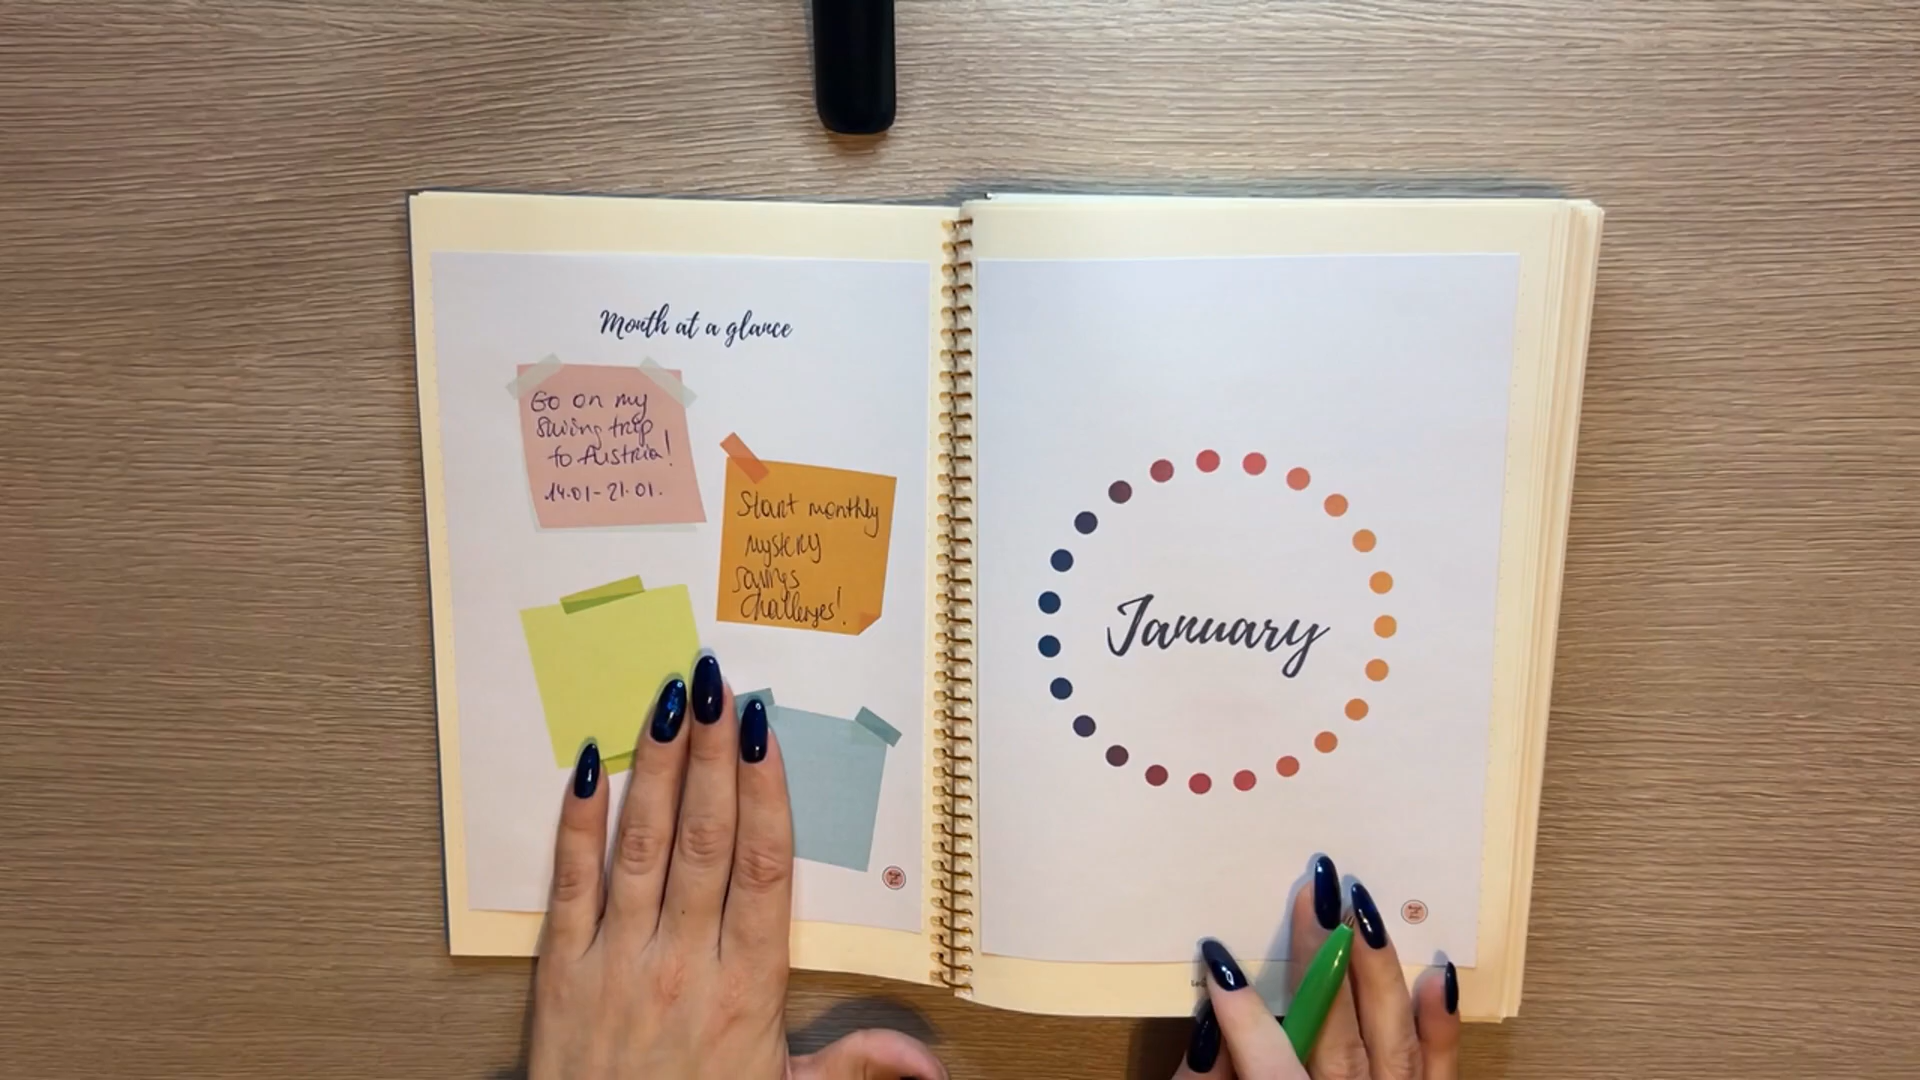 Month at a glance
Go on my
Skiing trip
to Austria!
14.01-21.01.
Start monthly
mystery
savings
challenges!
January